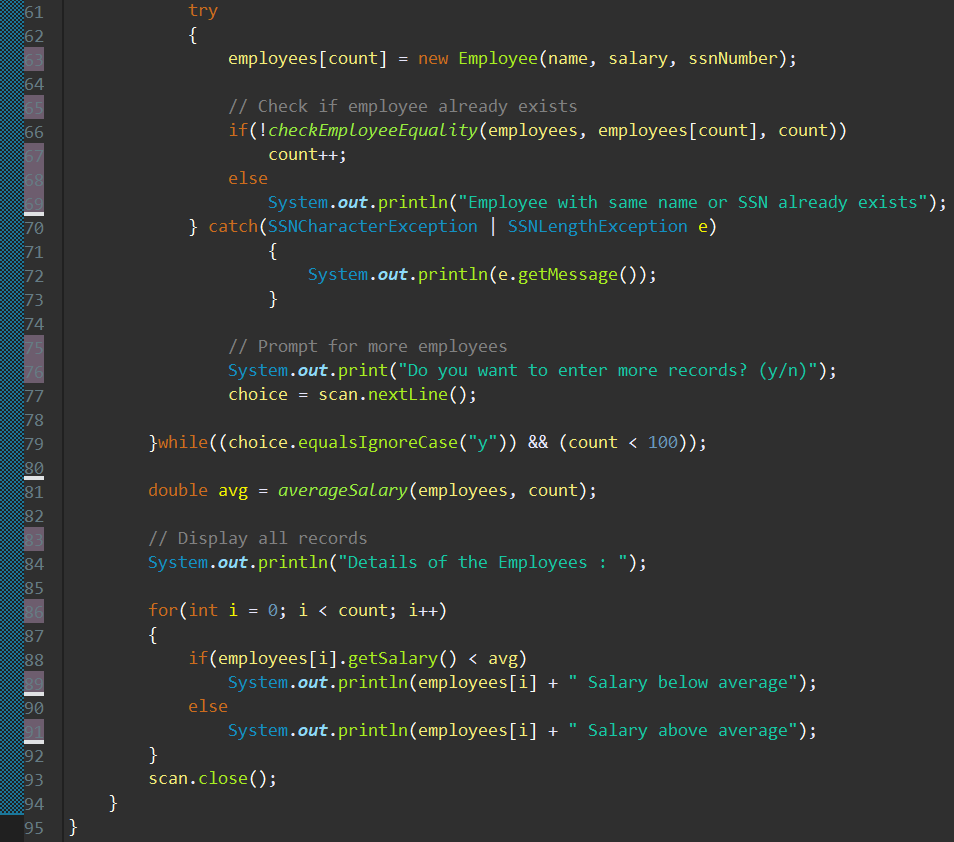 61 try
62 {
63 employees[count] = new Employee(name, salary, ssnNumber);
64
65 // Check if employee already exists
66 if(!checkEmployeeEquality(employees, employees[count], count))
67 count++;
68 else
69 System.out.println("Employee with same name or SSN already exists");
70 } catch(SSNCharacterException | SSNLengthException e)
71 {
72 System.out.println(e.getMessage());
73 }
74
75 // Prompt for more employees
76 System.out.print("Do you want to enter more records? (y/n)");
77 choice = scan.nextLine();
78
79 }while((choice.equalsIgnoreCase("y")) && (count < 100));
80
81 double avg = averageSalary(employees, count);
82
83 // Display all records
84 System.out.println("Details of the Employees : ");
85
86 for(int i = 0; i < count; i++)
87 {
88 if(employees[i].getSalary() < avg)
89 System.out.println(employees[i] + " Salary below average");
90 else
91 System.out.println(employees[i] + " Salary above average");
92 }
93 scan.close();
94 }
95 }